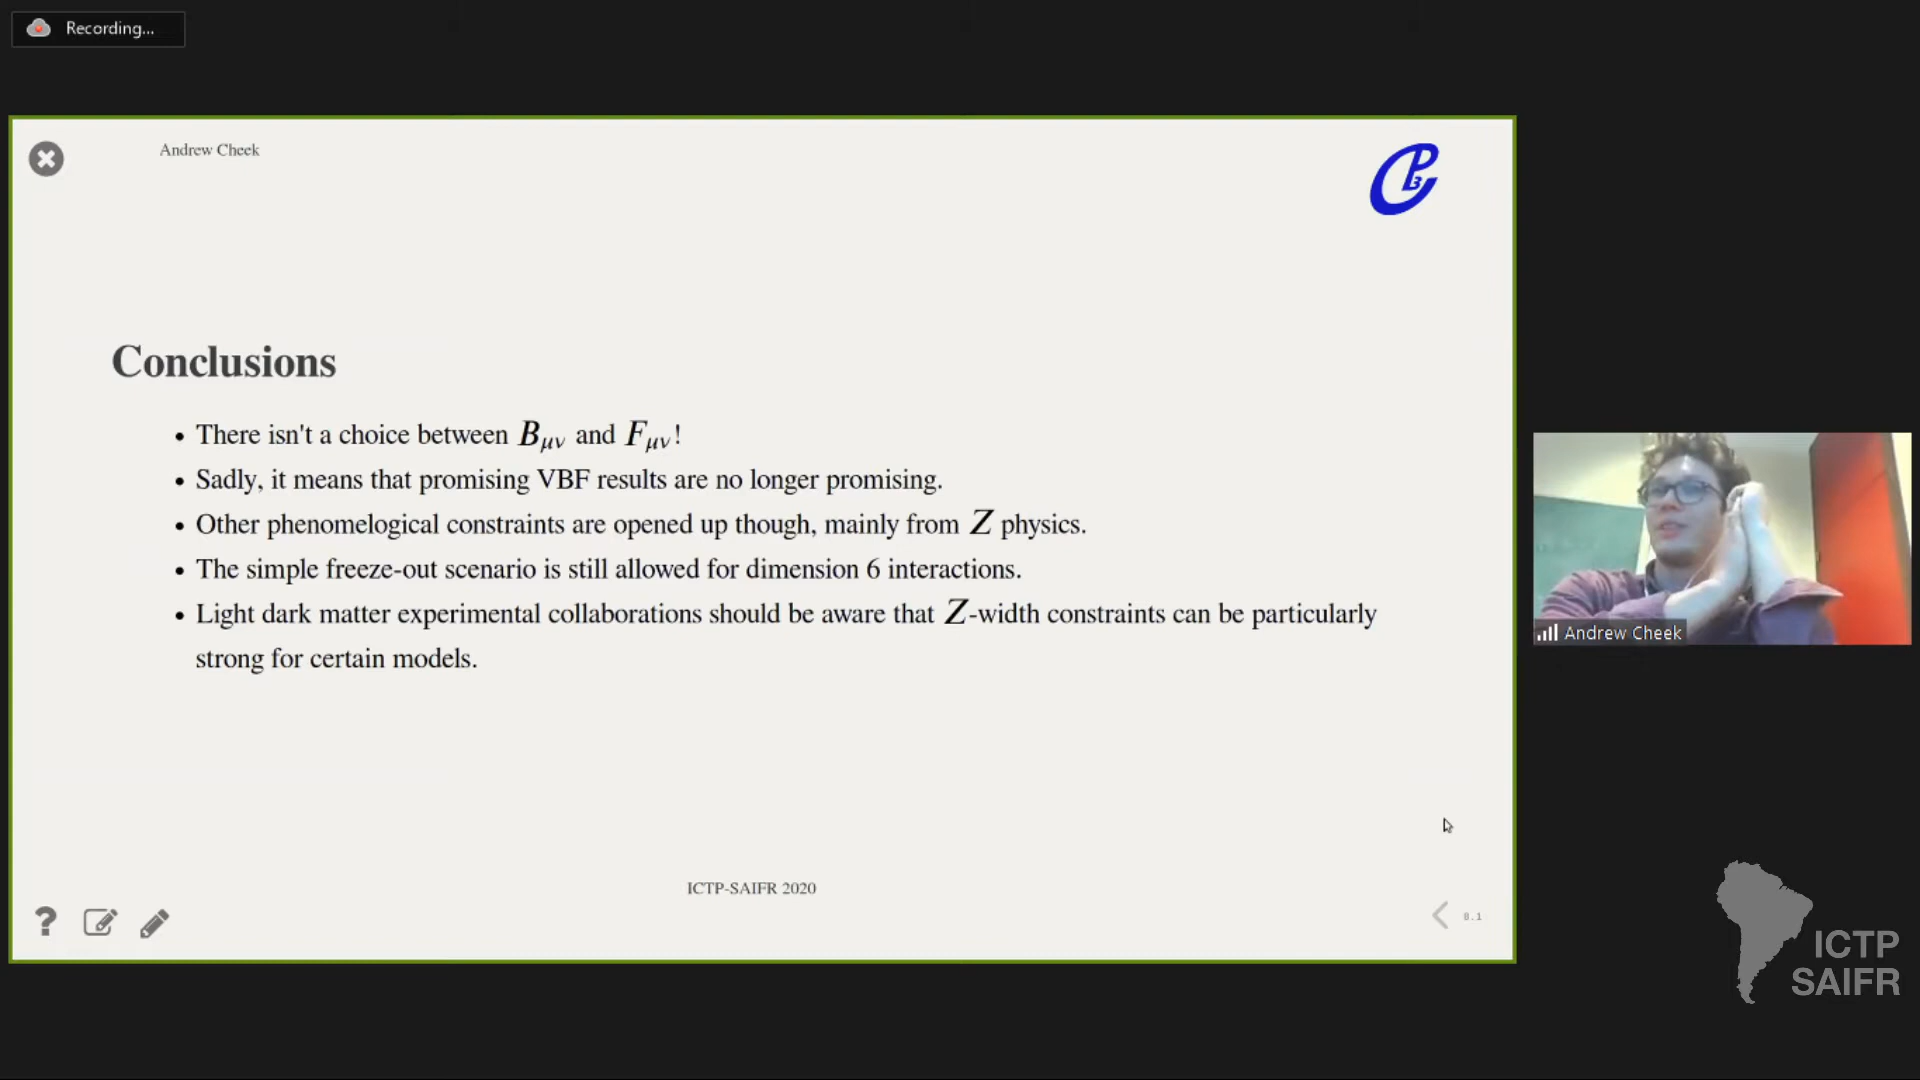 Recording...
Andrew Cheek
CP3
Conclusions
• There isn't a choice between Bμν and Fμν!
• Sadly, it means that promising VBF results are no longer promising.
• Other phenomelogical constraints are opened up though, mainly from Z physics.
• The simple freeze-out scenario is still allowed for dimension 6 interactions.
• Light dark matter experimental collaborations should be aware that Z-width constraints can be particularly
strong for certain models.
Andrew Cheek
ICTP-SAIFR 2020
8.1
ICTP
SAIFR